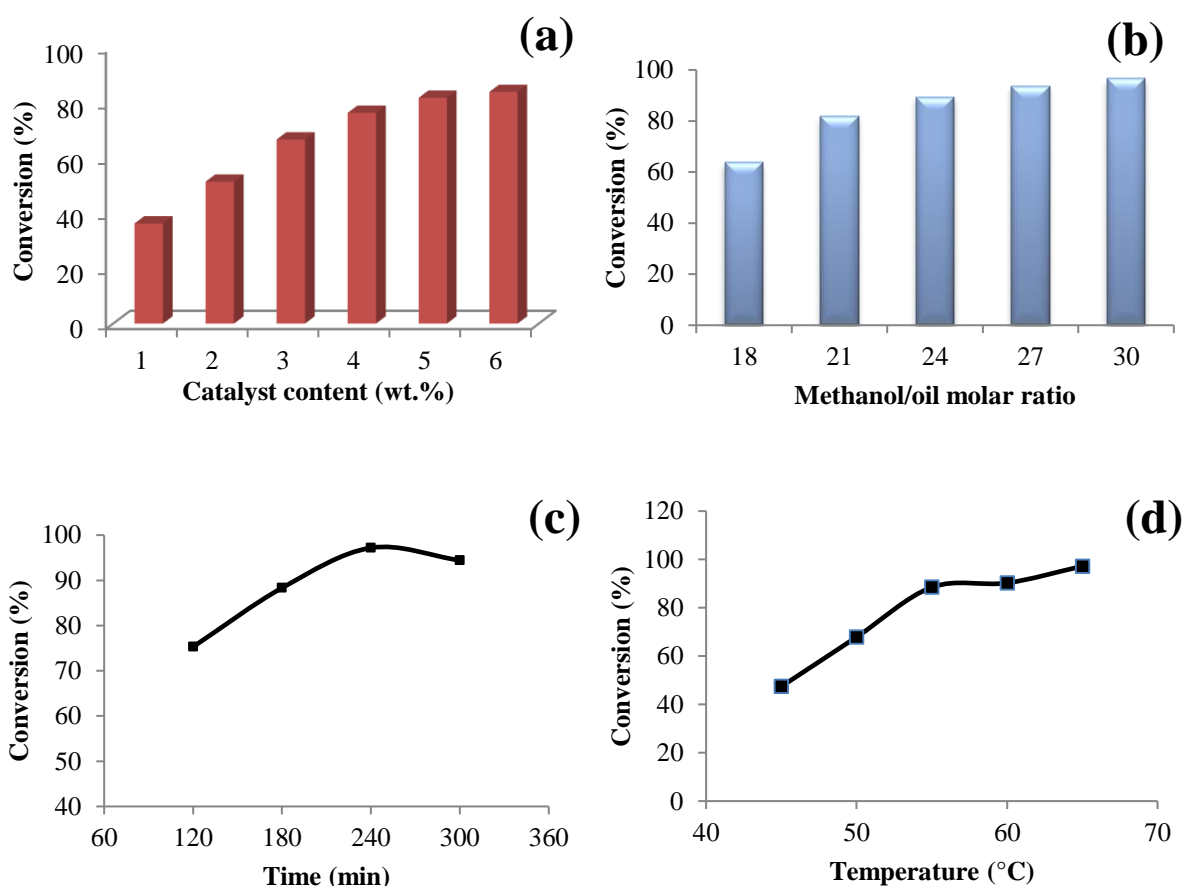 (a)
100
80
60
40
20
0
Conversion (%)
1 2 3 4 5 6
Catalyst content (wt.%)
(b)
100
80
60
40
20
0
Conversion (%)
18 21 24 27 30
Methanol/oil molar ratio
(c)
100
90
80
70
60
50
40
Conversion (%)
60 120 180 240 300 360
Time (min)
(d)
120
100
80
60
40
20
0
Conversion (%)
40 50 60 70
Temperature (°C)